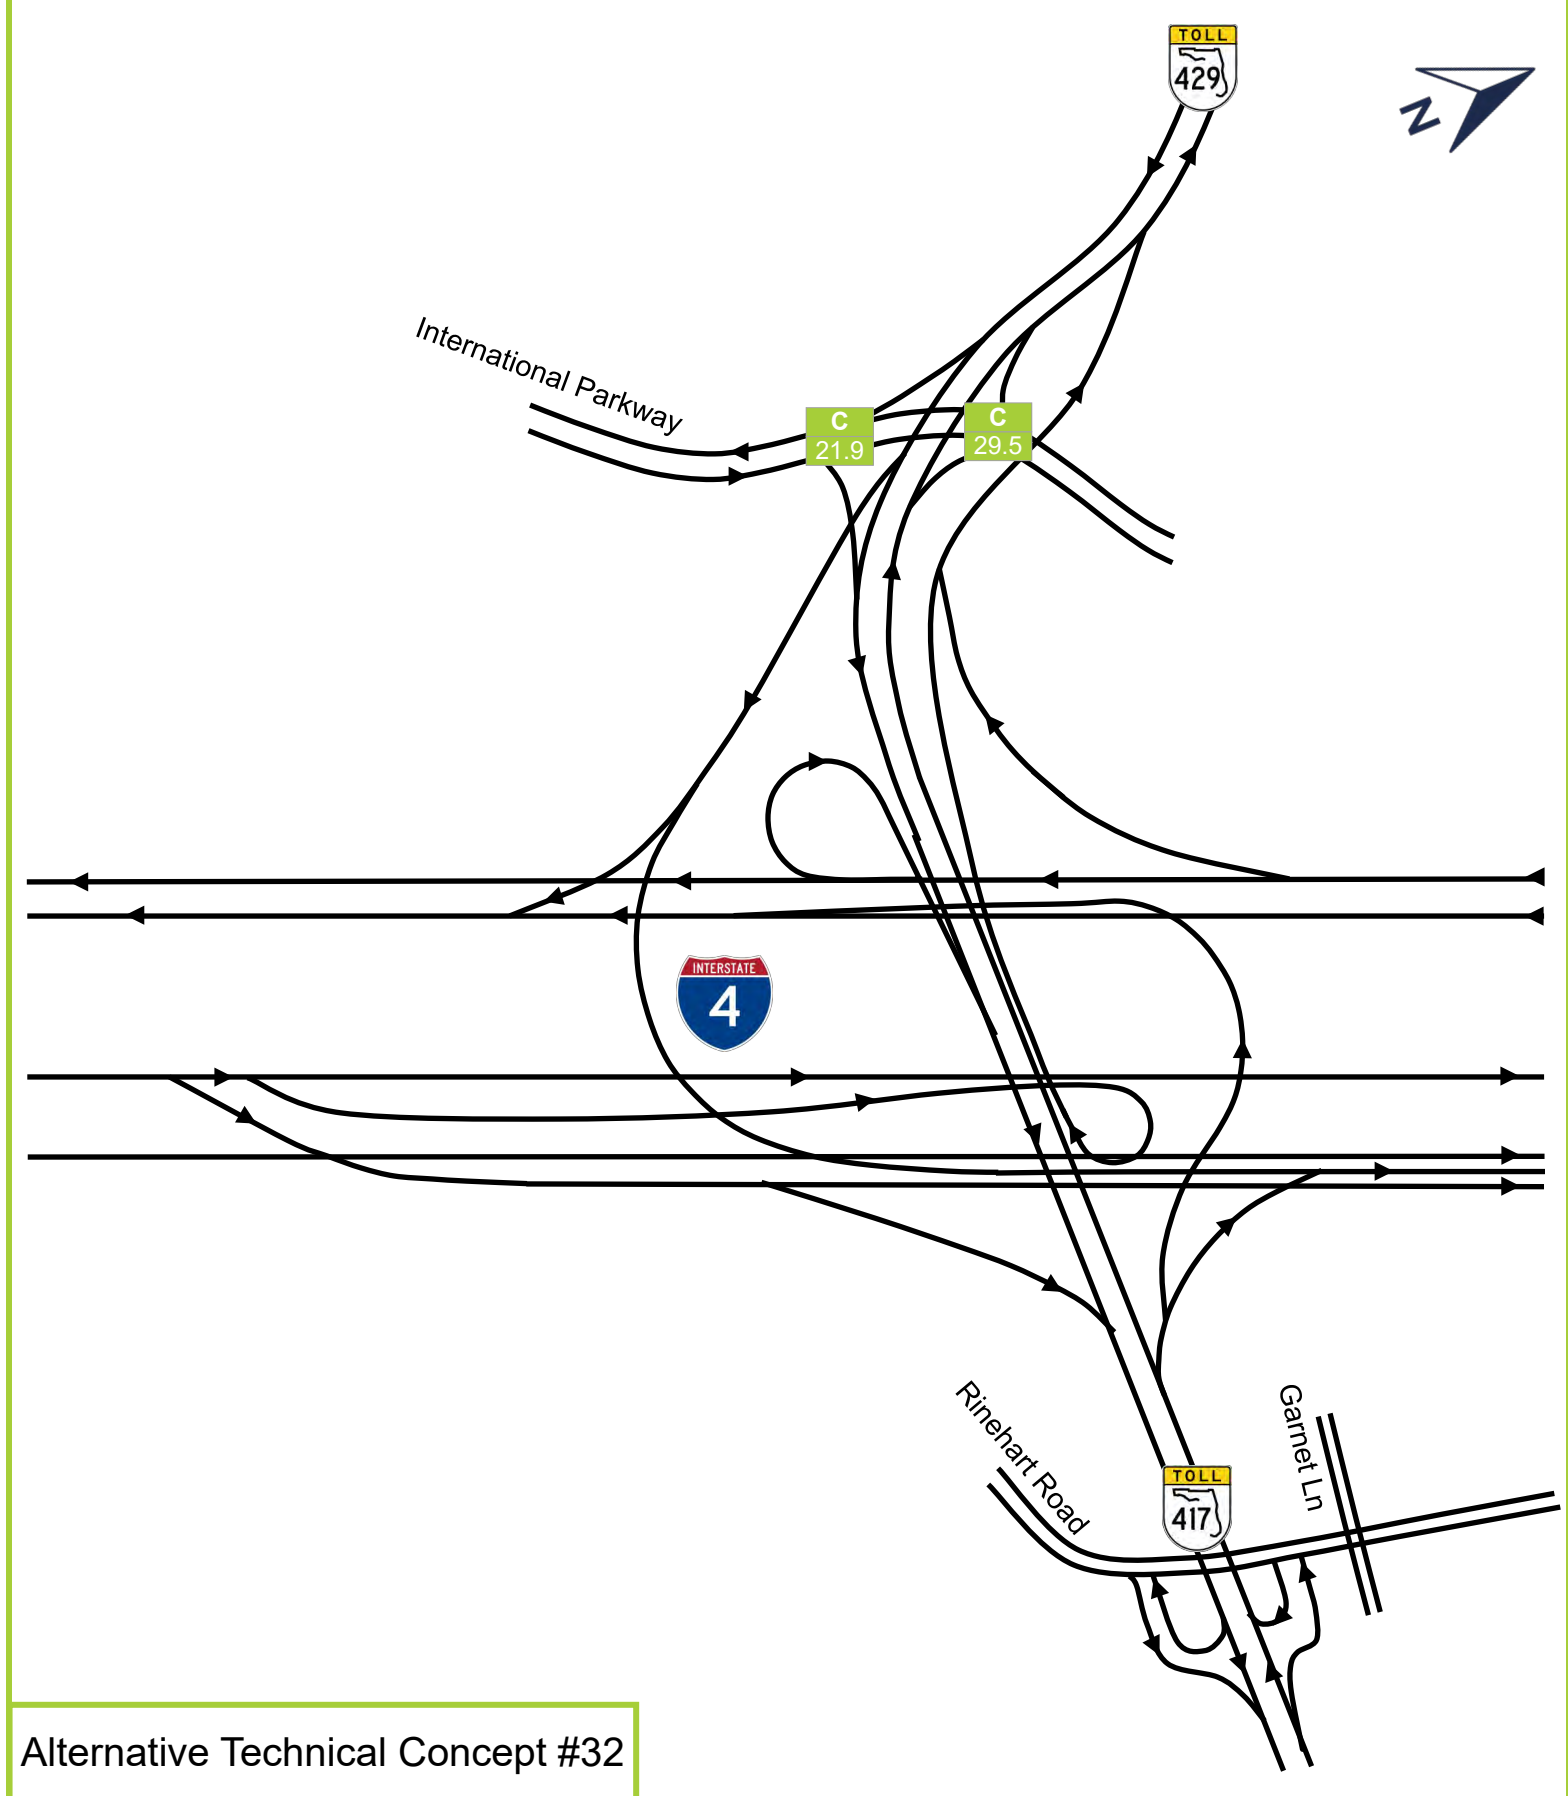 TOLL
429
N
International Parkway
C
21.9
C
29.5
INTERSTATE
4
Rinehart Road
Garnet Ln
TOLL
417
Alternative Technical Concept #32